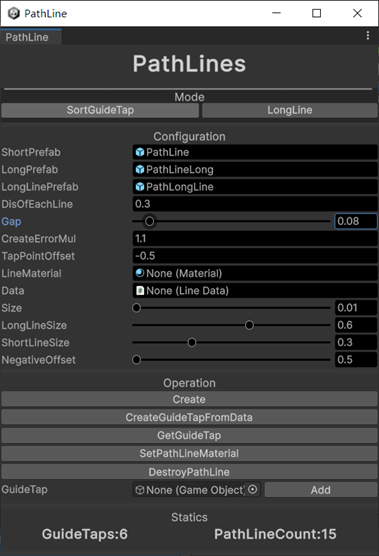 PathLine
PathLine
PathLines
Mode
SortGuideTap LongLine
Configuration
ShortPrefab PathLine
LongPrefab PathLineLong
LongLinePrefab PathLongLine
DisOfEachLine 0.3
Gap 0.08
CreateErrorMul 1.1
TapPointOffset -0.5
LineMaterial None (Material)
Data None (Line Data)
Size 0.01
LongLineSize 0.6
ShortLineSize 0.3
NegativeOffset 0.5
Operation
Create
CreateGuideTapFromData
GetGuideTap
SetPathLineMaterial
DestroyPathLine
GuideTap None (Game Object) Add
Statics
GuideTaps:6 PathLineCount:15